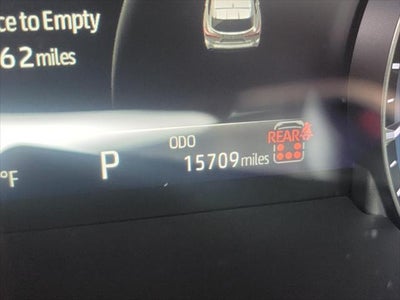 ce to Empty
62 miles
ODO
15709 miles
REAR
P
°F